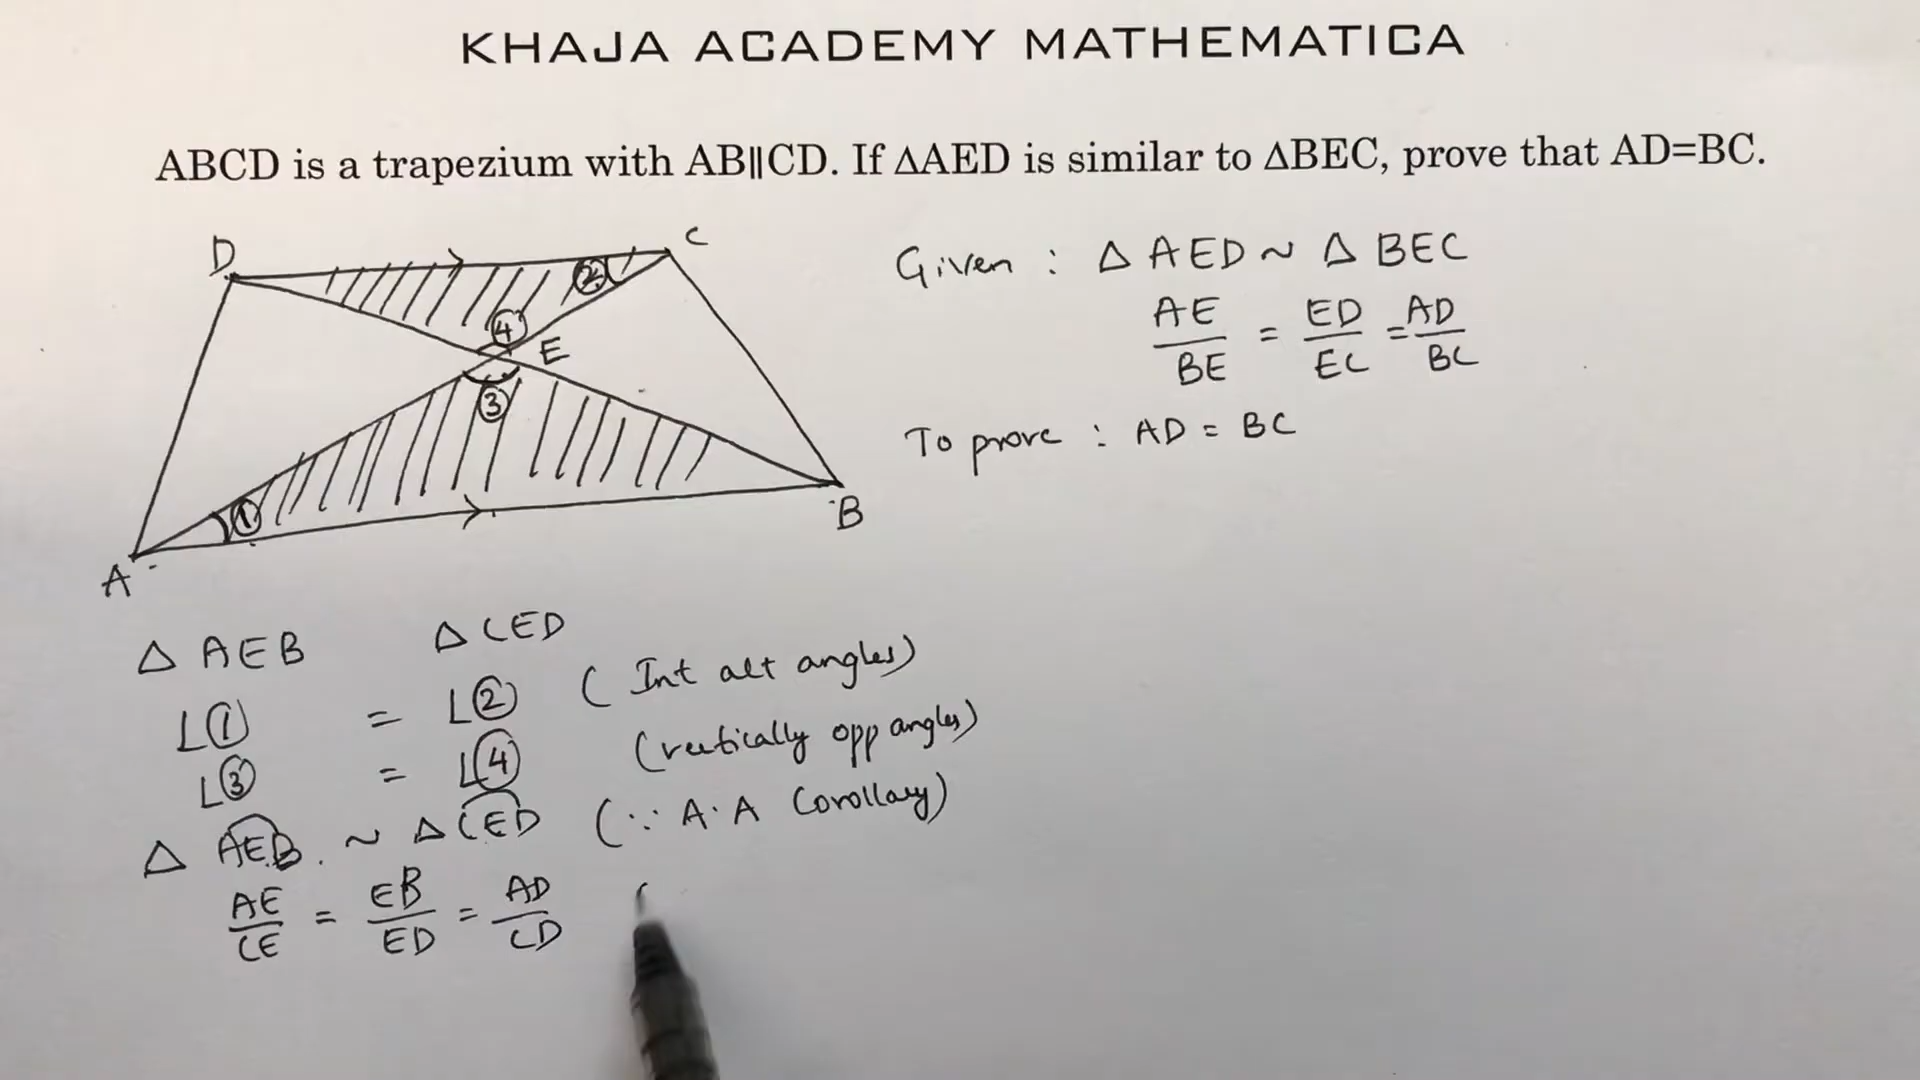 KHAJA ACADEMY MATHEMATICA
ABCD is a trapezium with AB∥CD. If ΔAED is similar to ΔBEC, prove that AD=BC.
D C
② ④ E
③
① B
A
Given : Δ AED ~ Δ BEC
AE/BE = ED/EC = AD/BC
To prove : AD = BC
Δ AEB Δ CED
∠① = ∠② (Int alt angles)
∠③ = ∠④ (vertically opp angles)
Δ AEB ~ Δ CED (∵ A·A Corollary)
AE/CE = EB/ED = AD/CD (